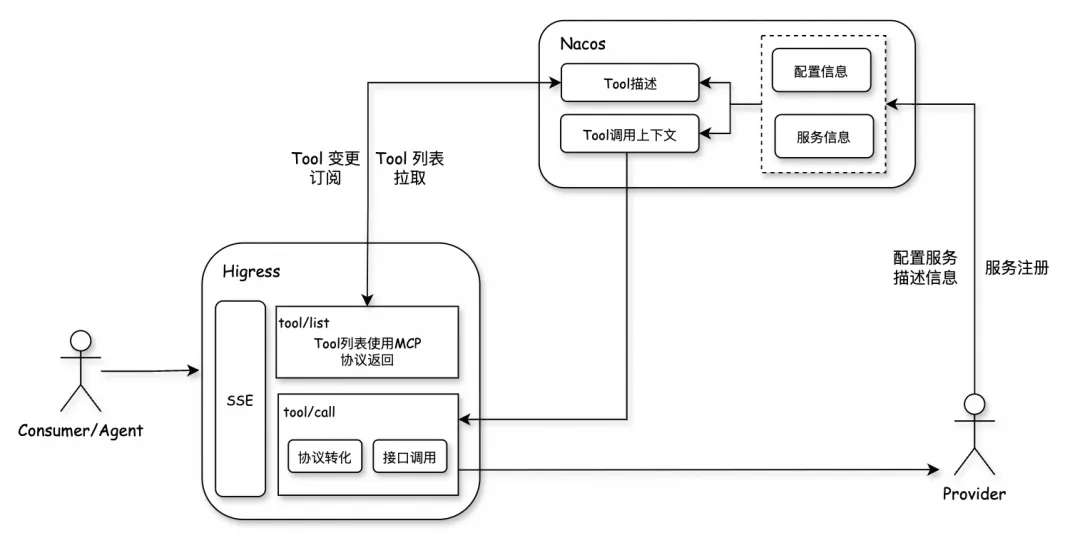 Nacos
Tool描述
配置信息
Tool调用上下文
服务信息
Tool 变更
订阅
Tool 列表
拉取
配置服务
描述信息
服务注册
Higress
SSE
tool/list
Tool列表使用MCP
协议返回
tool/call
协议转化
接口调用
Consumer/Agent
Provider